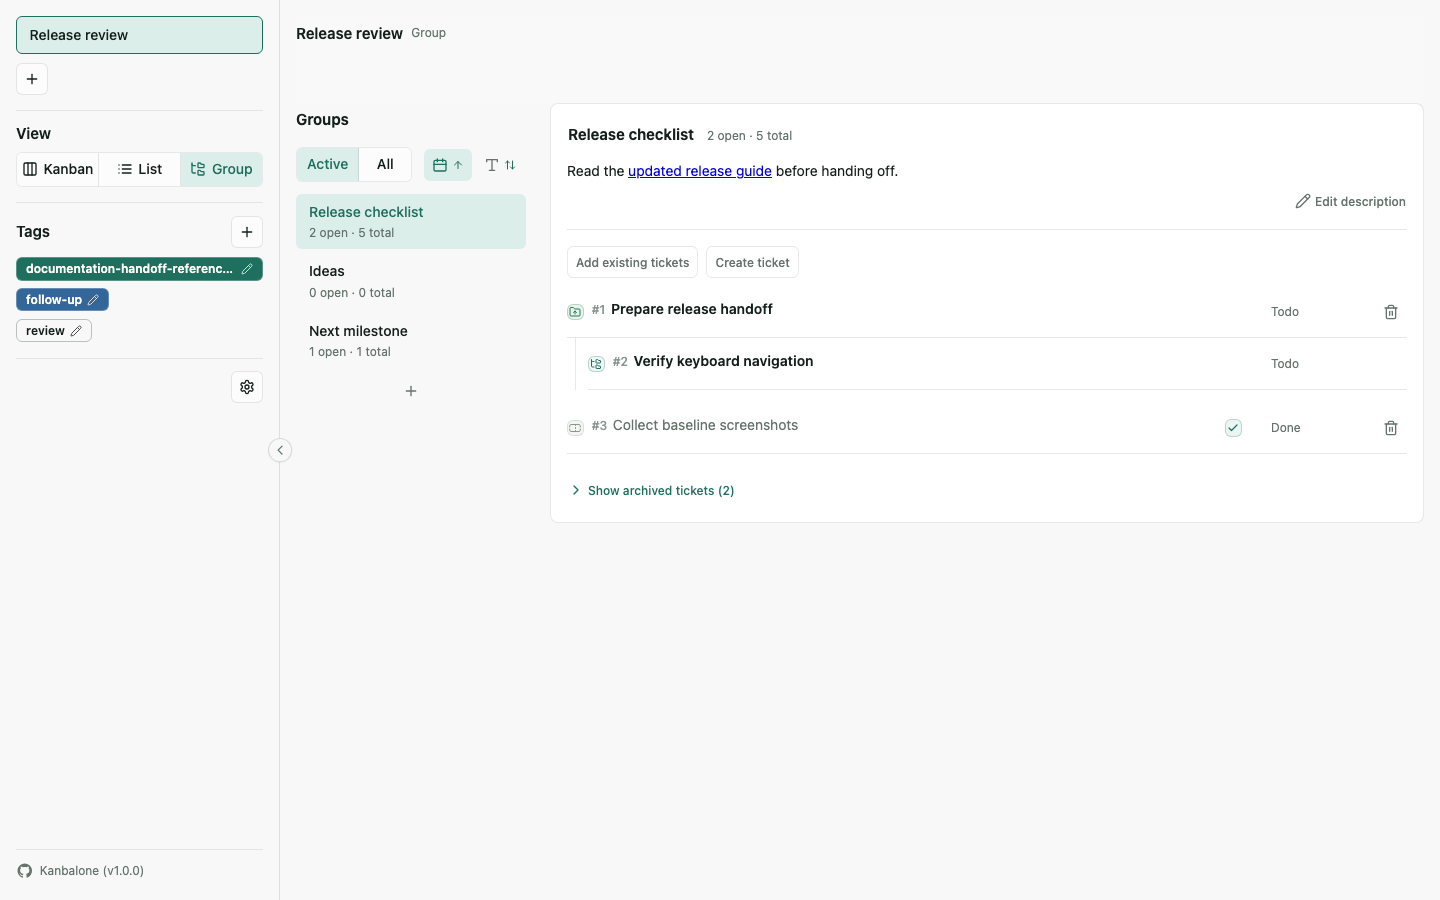 Release review
View
Kanban
List
Group
Tags
documentation-handoff-referenc...
follow-up
review
Kanbalone (v1.0.0)
Release review Group
Groups
Active
All
Release checklist
2 open · 5 total
Ideas
0 open · 0 total
Next milestone
1 open · 1 total
Release checklist 2 open · 5 total
Read the updated release guide before handing off.
Edit description
Add existing tickets
Create ticket
#1 Prepare release handoff Todo
#2 Verify keyboard navigation Todo
#3 Collect baseline screenshots Done
Show archived tickets (2)